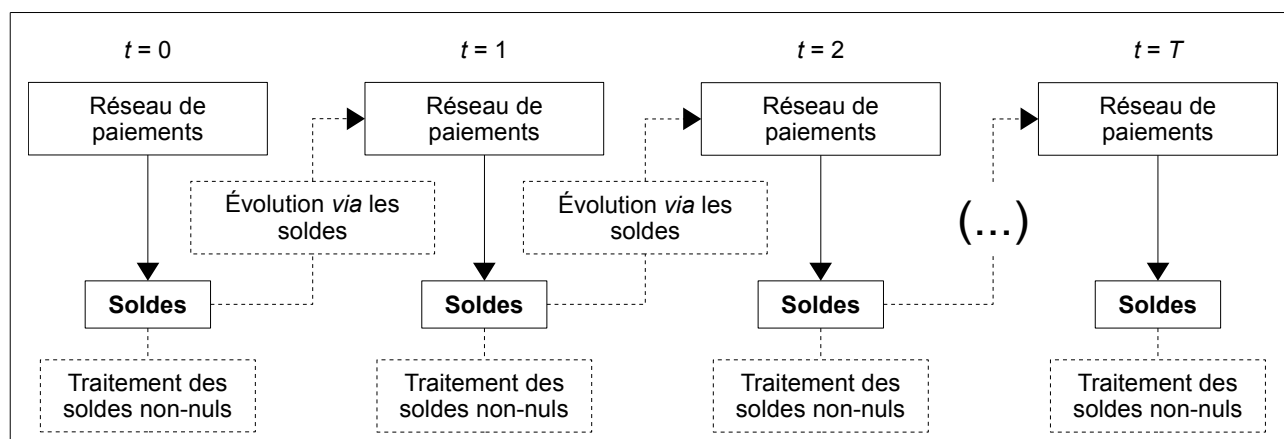 t = 0
t = 1
t = 2
t = T
Réseau de
paiements
Réseau de
paiements
Réseau de
paiements
Réseau de
paiements
Évolution via les
soldes
Évolution via les
soldes
(...)
Soldes
Soldes
Soldes
Soldes
Traitement des
soldes non-nuls
Traitement des
soldes non-nuls
Traitement des
soldes non-nuls
Traitement des
soldes non-nuls